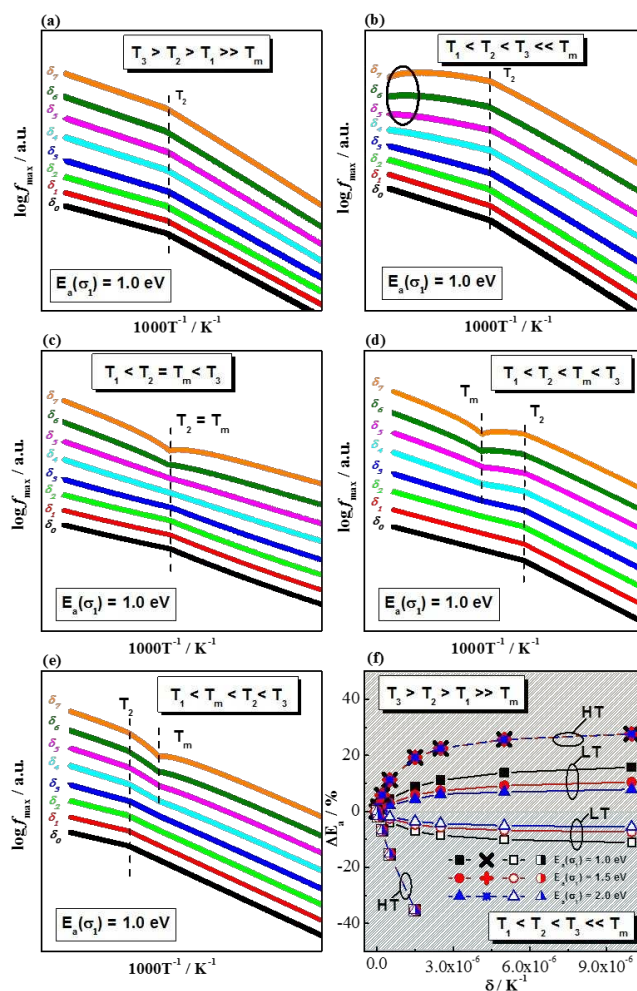 (a)
T₃ > T₂ > T₁ >> Tₘ
δ₇
δ₆
δ₅
δ₄
δ₃
δ₂
δ₁
δ₀
T₂
Eₐ(σ₁) = 1.0 eV
log fₘₐₓ / a.u.
1000T⁻¹ / K⁻¹
(b)
T₁ < T₂ < T₃ << Tₘ
δ₇
δ₆
δ₅
δ₄
δ₃
δ₂
δ₁
δ₀
T₂
Eₐ(σ₁) = 1.0 eV
log fₘₐₓ / a.u.
1000T⁻¹ / K⁻¹
(c)
T₁ < T₂ = Tₘ < T₃
δ₇
δ₆
δ₅
δ₄
δ₃
δ₂
δ₁
δ₀
T₂ = Tₘ
Eₐ(σ₁) = 1.0 eV
log fₘₐₓ / a.u.
1000T⁻¹ / K⁻¹
(d)
T₁ < T₂ < Tₘ < T₃
δ₇
δ₆
δ₅
δ₄
δ₃
δ₂
δ₁
δ₀
Tₘ
T₂
Eₐ(σ₁) = 1.0 eV
log fₘₐₓ / a.u.
1000T⁻¹ / K⁻¹
(e)
T₁ < Tₘ < T₂ < T₃
δ₇
δ₆
δ₅
δ₄
δ₃
δ₂
δ₁
δ₀
T₂
Tₘ
Eₐ(σ₁) = 1.0 eV
log fₘₐₓ / a.u.
1000T⁻¹ / K⁻¹
(f)
T₃ > T₂ > T₁ >> Tₘ
40
20
0
-20
-40
ΔEₐ / %
HT
LT
LT
HT
Eₐ(σ₁) = 1.0 eV
Eₐ(σ₁) = 1.5 eV
Eₐ(σ₁) = 2.0 eV
T₁ < T₂ < T₃ << Tₘ
0.0 3.0x10⁻⁶ 6.0x10⁻⁶ 9.0x10⁻⁶
δ / K⁻¹